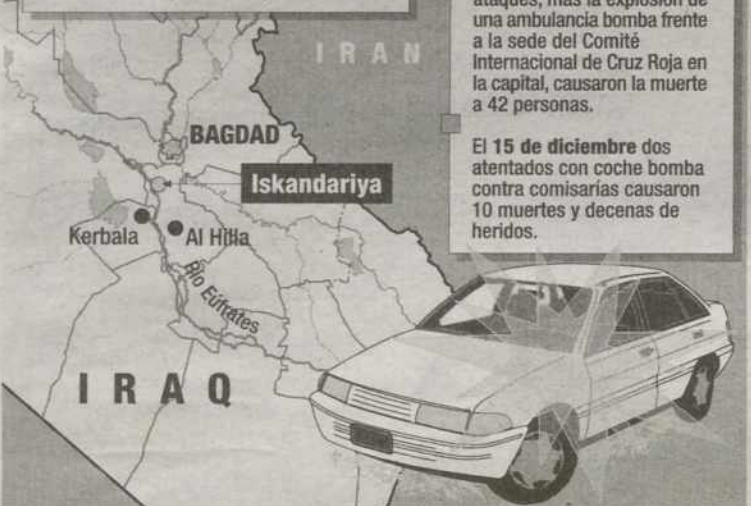 ataques, más la explosión de
una ambulancia bomba frente
a la sede del Comité
Internacional de Cruz Roja en
la capital, causaron la muerte
a 42 personas.
El 15 de diciembre dos
atentados con coche bomba
contra comisarías causaron
10 muertes y decenas de
heridos.
IRAN
BAGDAD
Iskandariya
Kerbala
Al Hilla
Río Eúfrates
IRAQ